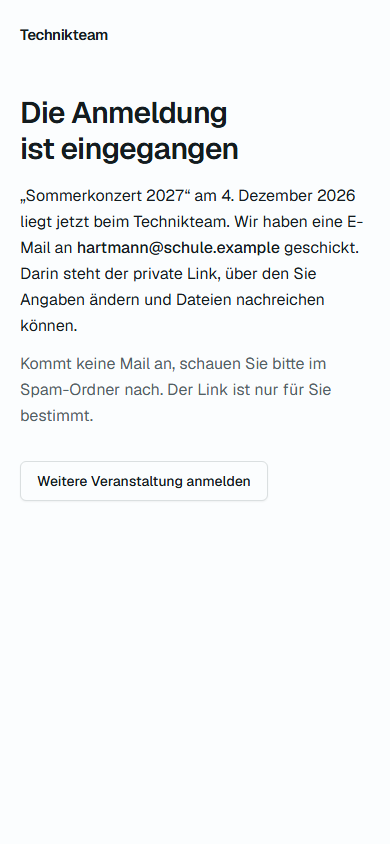 Technikteam
Die Anmeldung
ist eingegangen
„Sommerkonzert 2027“ am 4. Dezember 2026
liegt jetzt beim Technikteam. Wir haben eine E-
Mail an hartmann@schule.example geschickt.
Darin steht der private Link, über den Sie
Angaben ändern und Dateien nachreichen
können.
Kommt keine Mail an, schauen Sie bitte im
Spam-Ordner nach. Der Link ist nur für Sie
bestimmt.
Weitere Veranstaltung anmelden